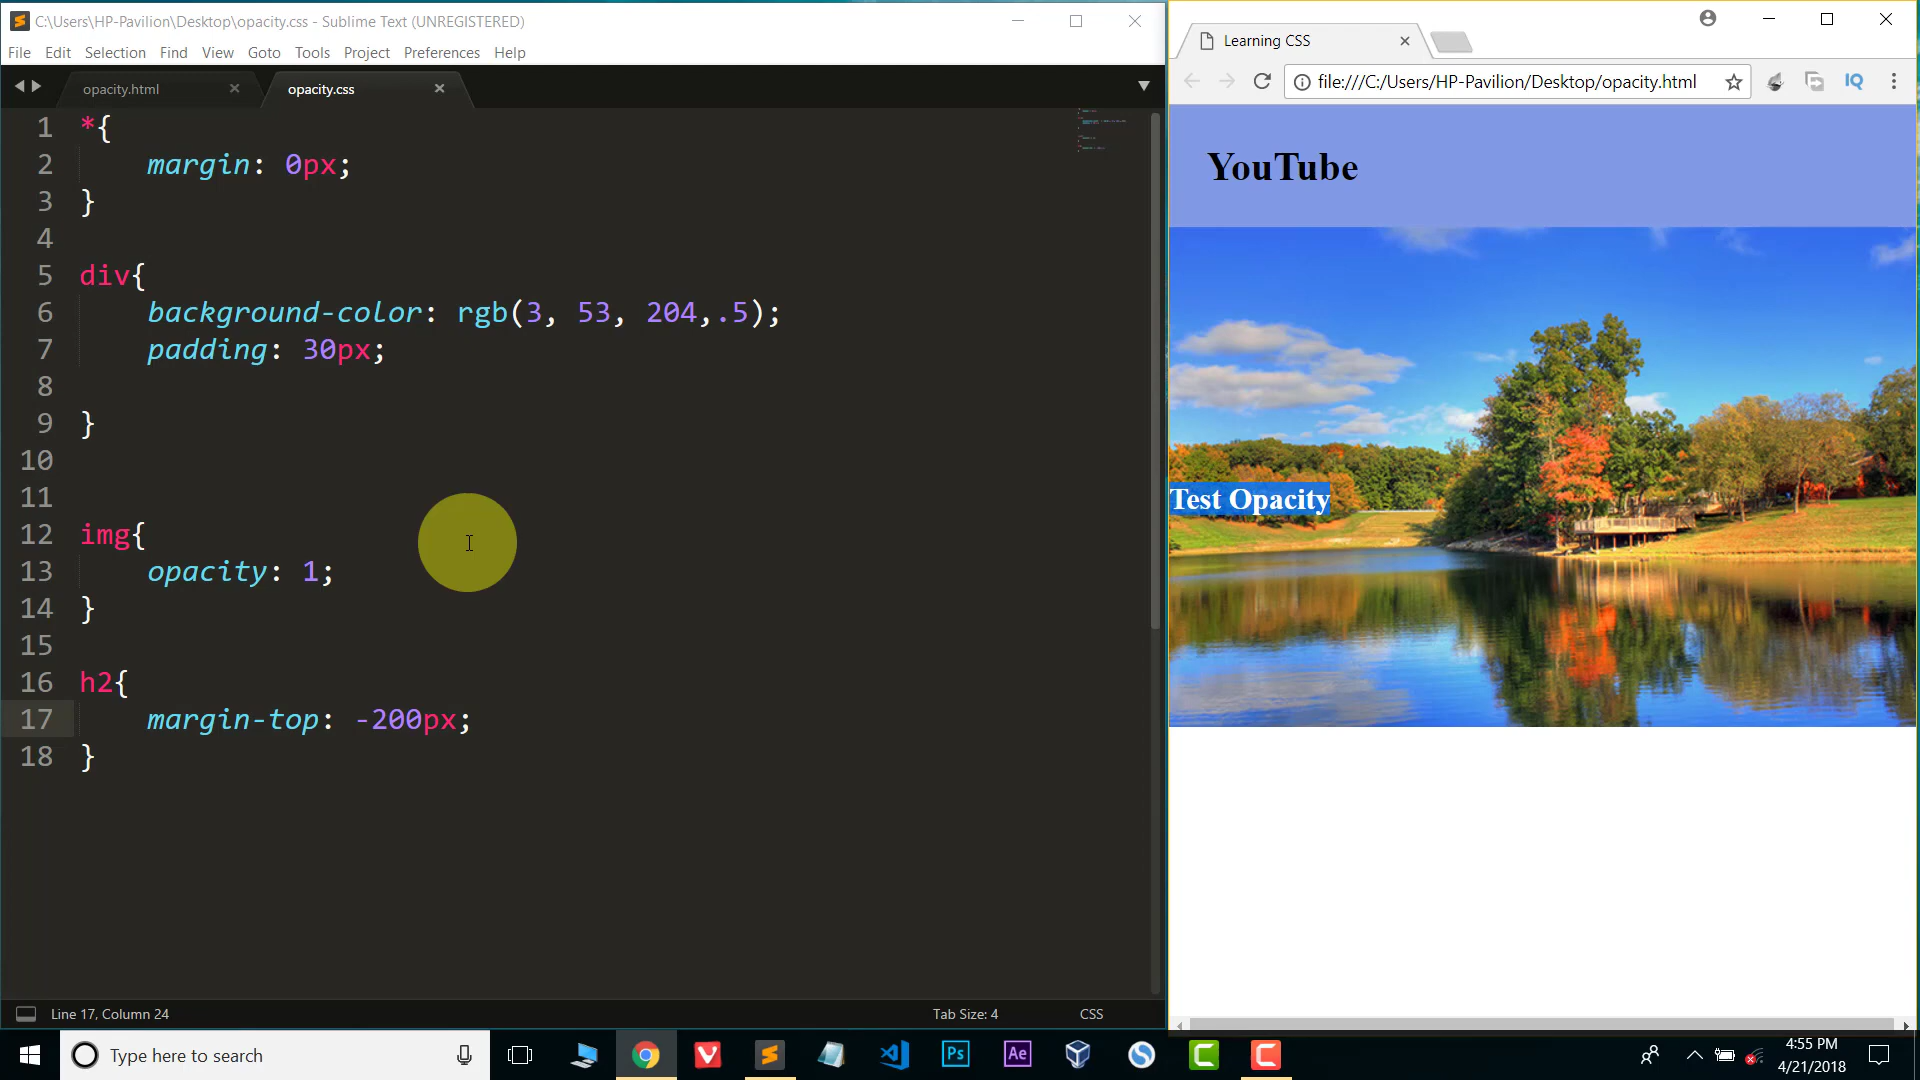 C:\Users\HP-Pavilion\Desktop\opacity.css - Sublime Text (UNREGISTERED)
File Edit Selection Find View Goto Tools Project Preferences Help
opacity.html
opacity.css
1 *{
2 margin: 0px;
3 }
4
5 div{
6 background-color: rgb(3, 53, 204,.5);
7 padding: 30px;
8
9 }
10
11
12 img{
13 opacity: 1;
14 }
15
16 h2{
17 margin-top: -200px;
18 }
Line 17, Column 24
Tab Size: 4
CSS
Learning CSS
file:///C:/Users/HP-Pavilion/Desktop/opacity.html
IQ
YouTube
Test Opacity
Type here to search
Ps
Ae
4:55 PM
4/21/2018